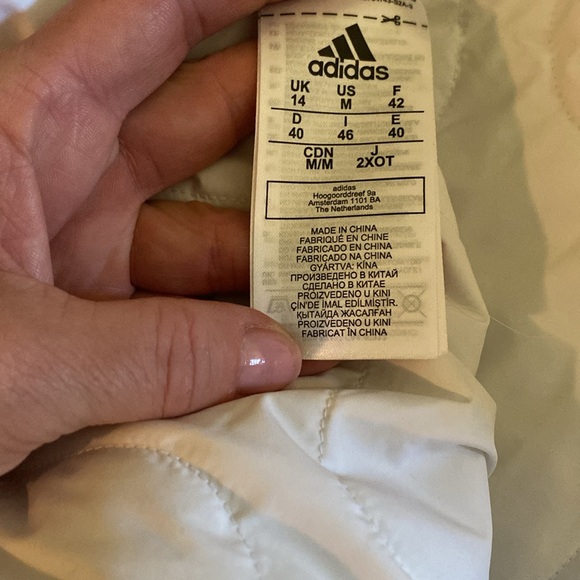 adidas
UK US F
14 M 42
D I E
40 46 40
CDN J
M/M 2XOT
adidas
Hoogoorddreef 9a
Amsterdam 1101 BA
The Netherlands
MADE IN CHINA
FABRIQUÉ EN CHINE
FABRICADO EN CHINA
FABRICADO NA CHINA
GYÁRTVA: KÍNA
ПРОИЗВЕДЕНО В КИТАЙ
СДЕЛАНО В КИТАЕ
PROIZVEDENO U KINI
ÇİN'DE İMAL EDİLMİŞTİR.
ҚЫТАЙДА ЖАСАЛҒАН
PROIZVEDENO U KINI
FABRICAT ÎN CHINA